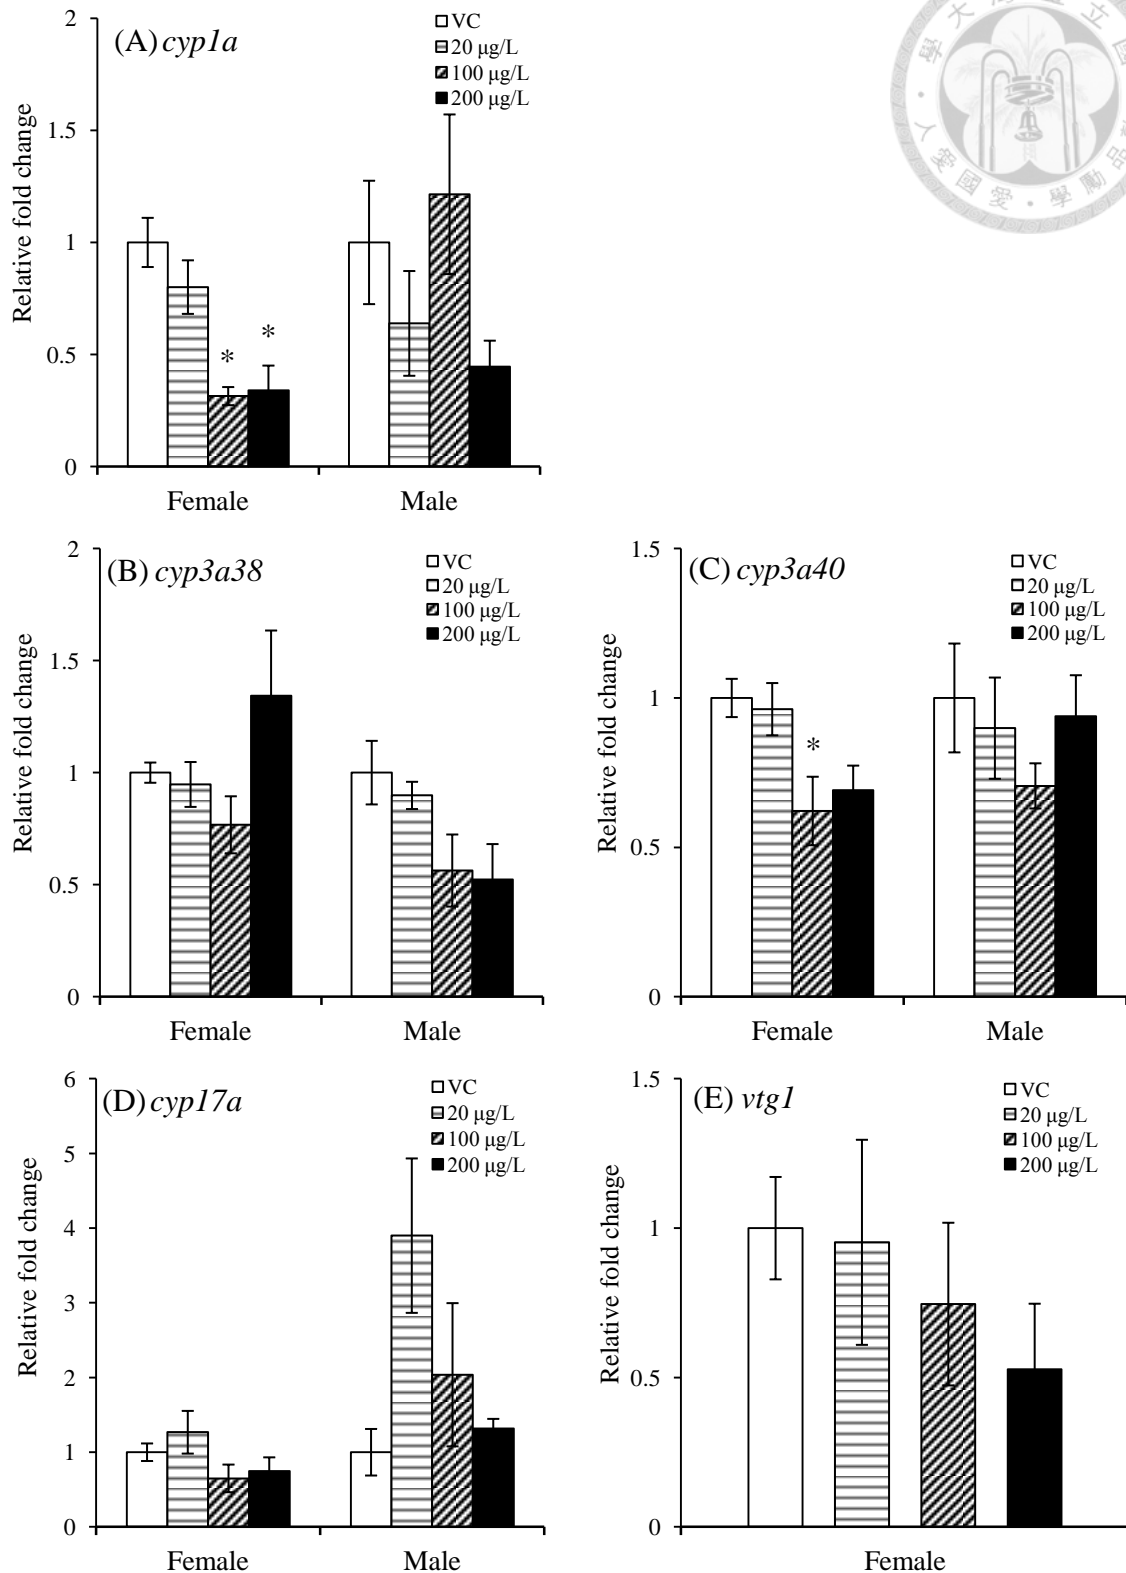 (A) cyp1a
VC
20 μg/L
100 μg/L
200 μg/L
Relative fold change
2
1.5
1
0.5
0
*
*
Female
Male
(B) cyp3a38
VC
20 μg/L
100 μg/L
200 μg/L
Relative fold change
2
1.5
1
0.5
0
Female
Male
(C) cyp3a40
VC
20 μg/L
100 μg/L
200 μg/L
Relative fold change
1.5
1
0.5
0
*
Female
Male
(D) cyp17a
VC
20 μg/L
100 μg/L
200 μg/L
Relative fold change
6
5
4
3
2
1
0
Female
Male
(E) vtg1
VC
20 μg/L
100 μg/L
200 μg/L
Relative fold change
1.5
1
0.5
0
Female